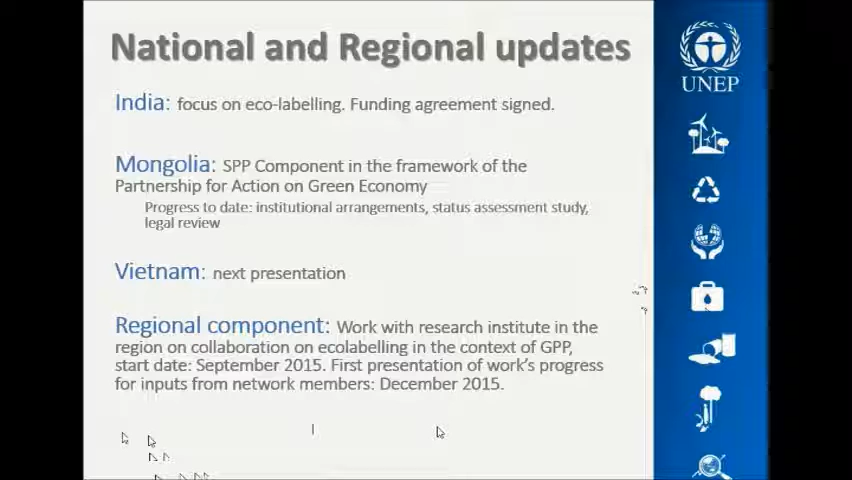 National and Regional updates
UNEP
India: focus on eco-labelling. Funding agreement signed.
Mongolia: SPP Component in the framework of the
Partnership for Action on Green Economy
Progress to date: institutional arrangements, status assessment study,
legal review
Vietnam: next presentation
Regional component: Work with research institute in the
region on collaboration on ecolabelling in the context of GPP,
start date: September 2015. First presentation of work's progress
for inputs from network members: December 2015.